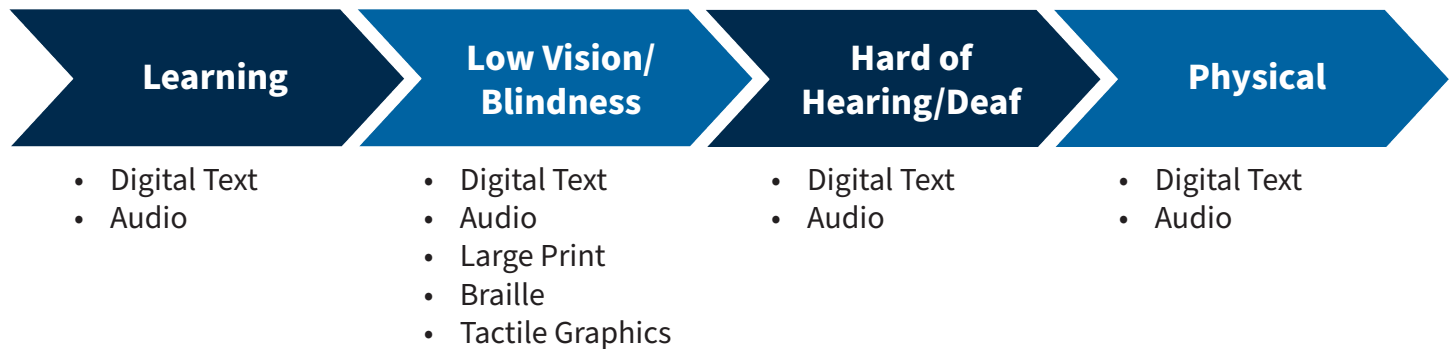 Learning
• Digital Text
• Audio
Low Vision/
Blindness
• Digital Text
• Audio
• Large Print
• Braille
• Tactile Graphics
Hard of
Hearing/Deaf
• Digital Text
• Audio
Physical
• Digital Text
• Audio